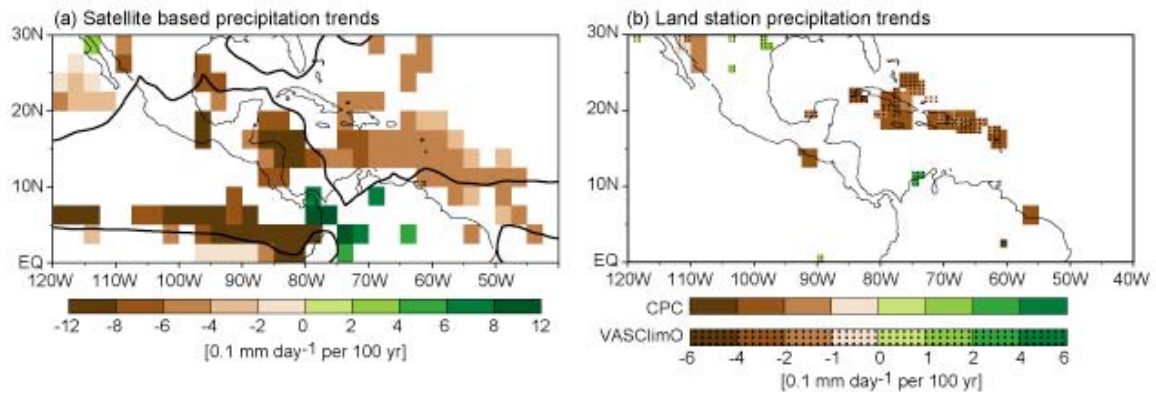 (a) Satellite based precipitation trends
30N
20N
10N
EQ
120W 110W 100W 90W 80W 70W 60W 50W 40W
-12 -8 -6 -4 -2 0 2 4 6 8 12
[0.1 mm day-1 per 100 yr]
(b) Land station precipitation trends
30N
20N
10N
EQ
120W 110W 100W 90W 80W 70W 60W 50W 40W
CPC
VASClimO
-6 -4 -2 -1 0 1 2 4 6
[0.1 mm day-1 per 100 yr]